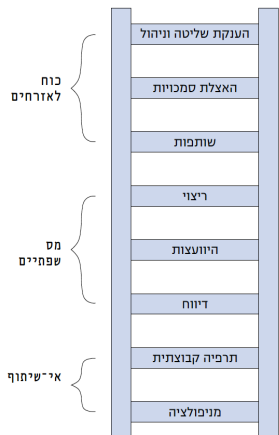 הענקת שליטה וניהול
האצלת סמכויות
שותפות
ריצוי
היוועצות
דיווח
תרפיה קבוצתית
מניפולציה
כוח
לאזרחים
מס
שפתיים
אי־שיתוף